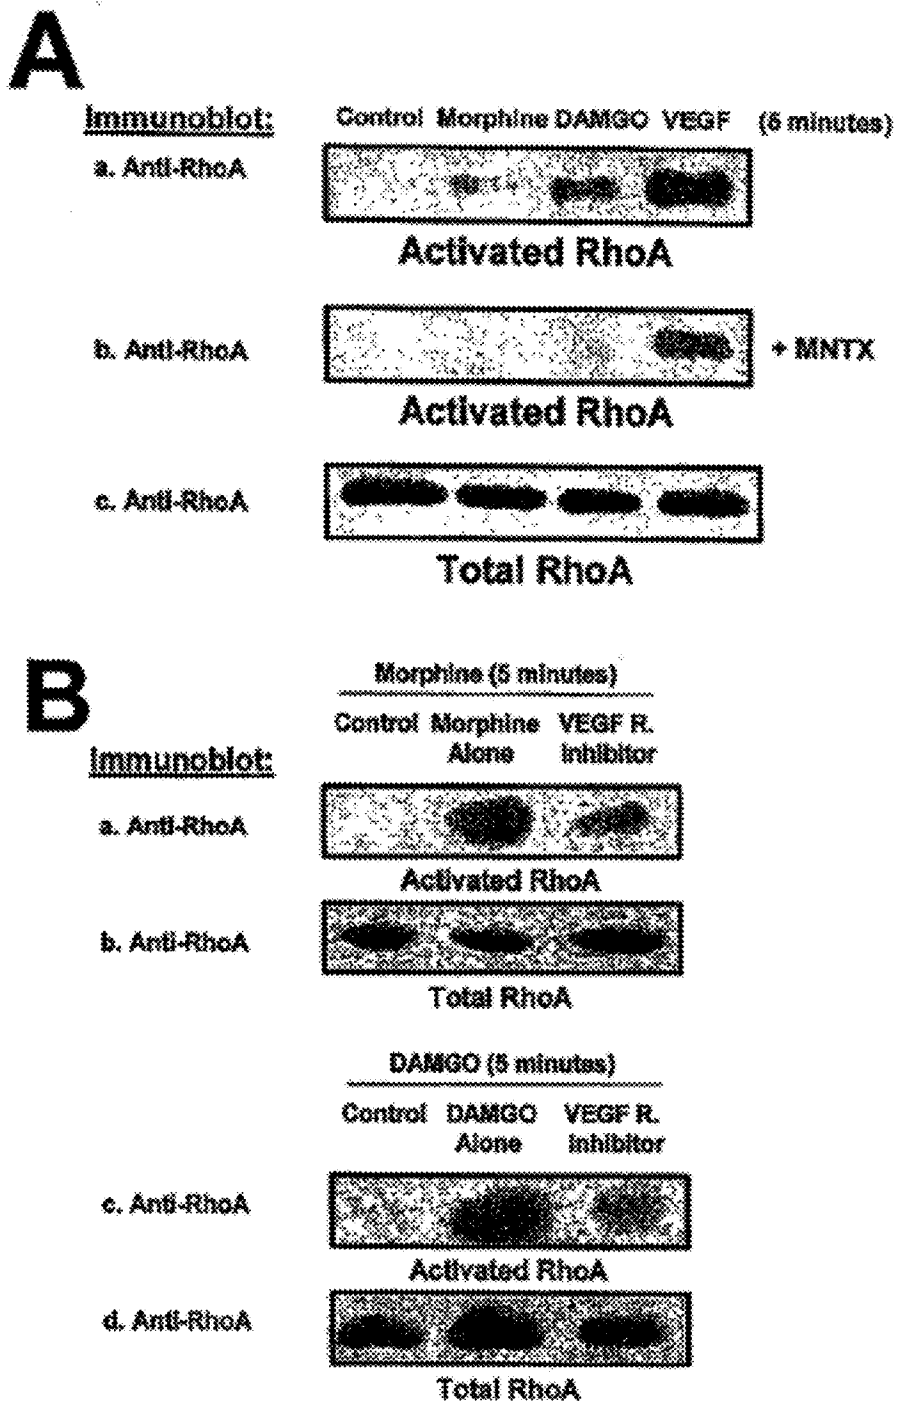 A
Immunoblot: Control Morphine DAMGO VEGF (5 minutes)
a. Anti-RhoA
Activated RhoA
b. Anti-RhoA + MNTX
Activated RhoA
c. Anti-RhoA
Total RhoA
B
Morphine (5 minutes)
Control Morphine Alone VEGF R. Inhibitor
Immunoblot:
a. Anti-RhoA
Activated RhoA
b. Anti-RhoA
Total RhoA
DAMGO (5 minutes)
Control DAMGO Alone VEGF R. Inhibitor
c. Anti-RhoA
Activated RhoA
d. Anti-RhoA
Total RhoA